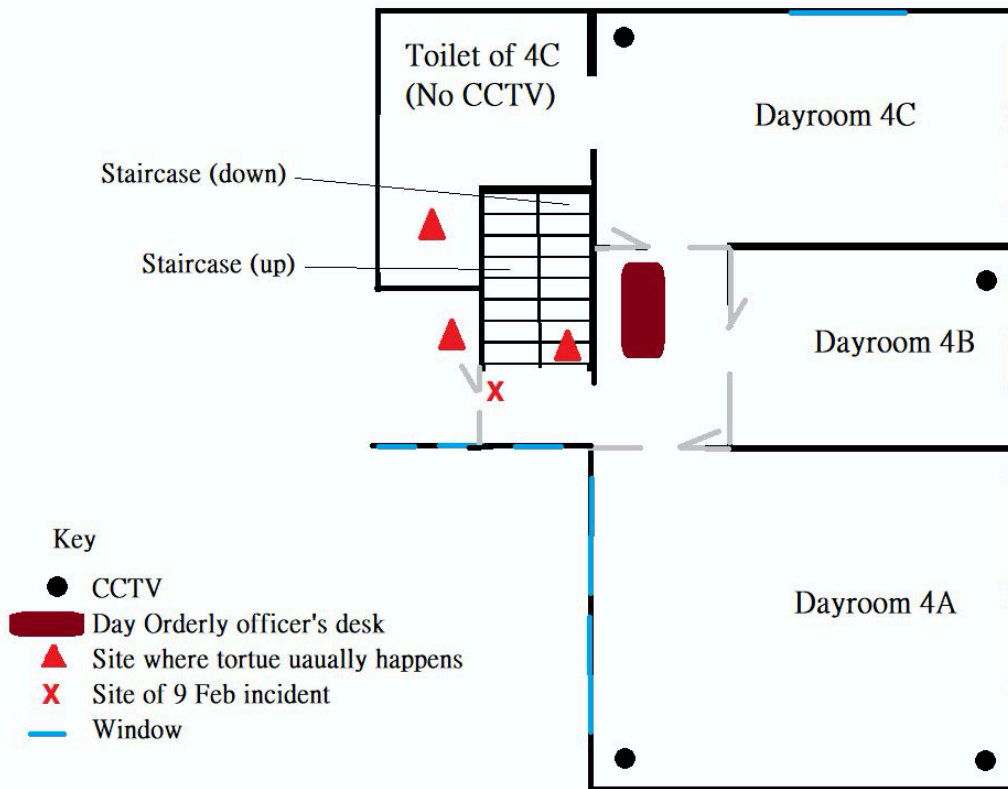 Toilet of 4C
(No CCTV)
Dayroom 4C
Staircase (down)
Staircase (up)
Dayroom 4B
Key
CCTV
Day Orderly officer's desk
Site where tortue uaually happens
X Site of 9 Feb incident
Window
Dayroom 4A
X